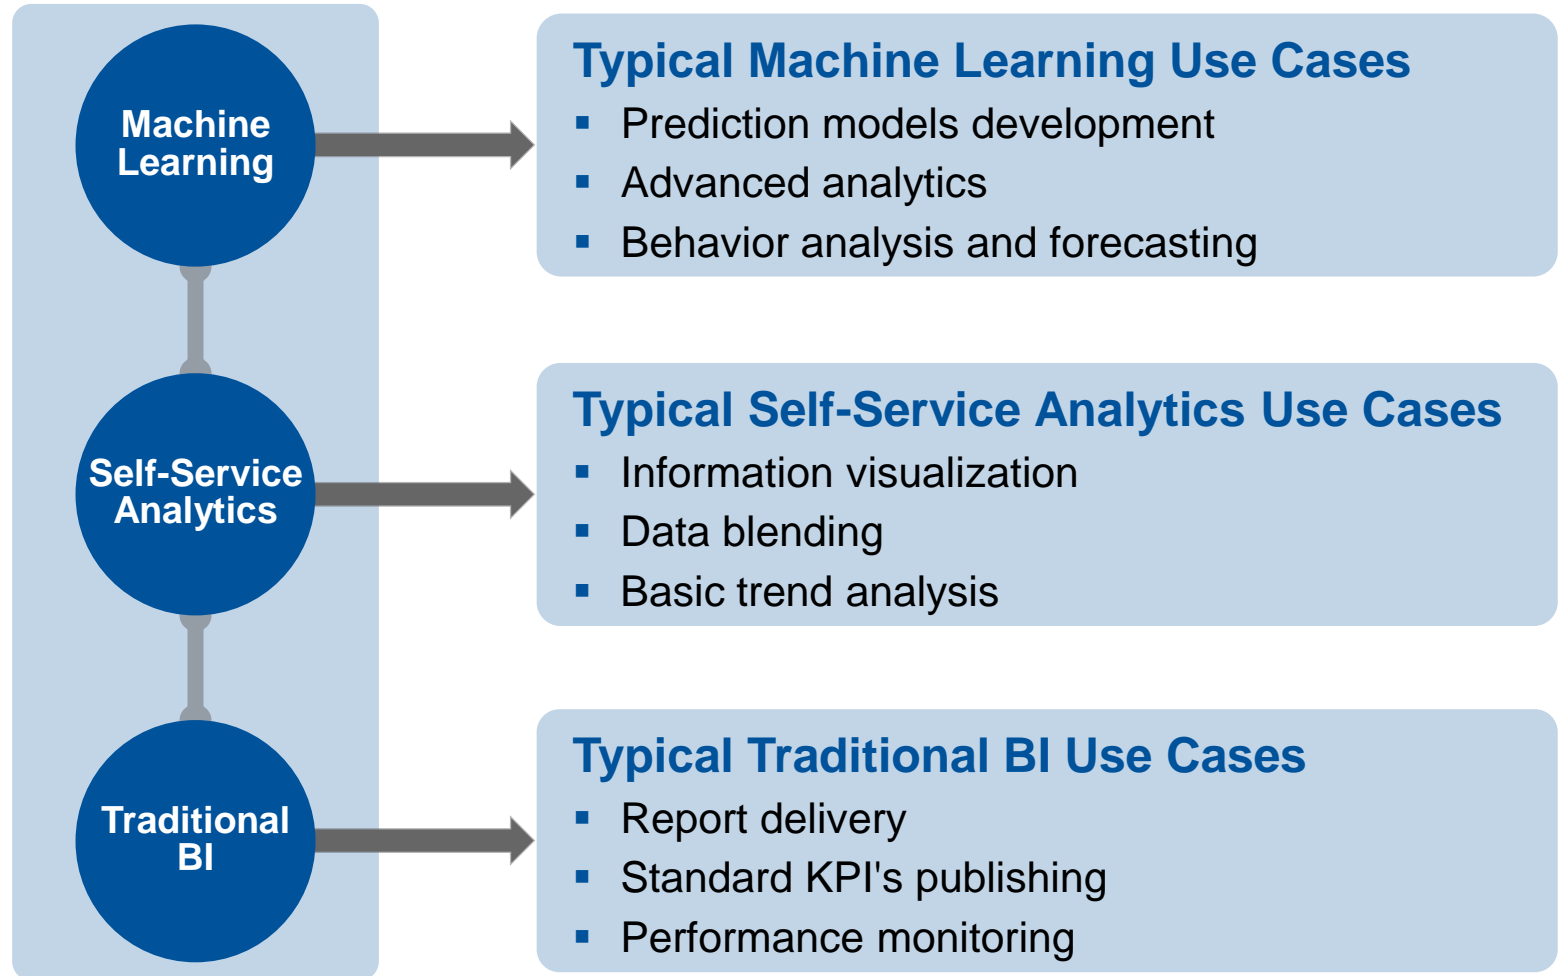 Machine
Learning
Typical Machine Learning Use Cases
▪ Prediction models development
▪ Advanced analytics
▪ Behavior analysis and forecasting
Self-Service
Analytics
Typical Self-Service Analytics Use Cases
▪ Information visualization
▪ Data blending
▪ Basic trend analysis
Traditional
BI
Typical Traditional BI Use Cases
▪ Report delivery
▪ Standard KPI's publishing
▪ Performance monitoring